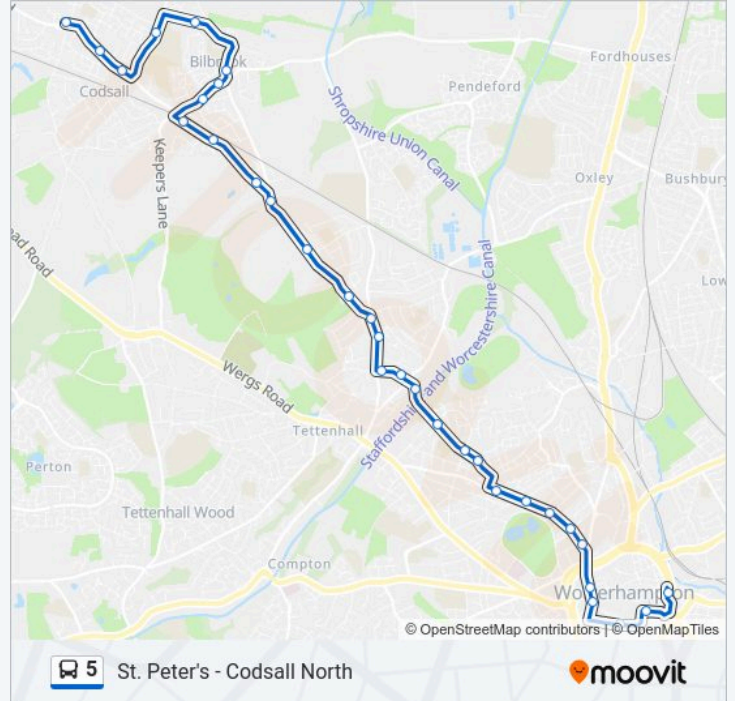 Fordhouses
Bilbrook
Pendeford
Codsall
Shropshire Union Canal
Keepers Lane
Oxley
Bushbury
ad Road
Low
Staffordshire and Worcestershire Canal
Wergs Road
Tettenhall
Perton
Tettenhall Wood
Compton
Wolverhampton
© OpenStreetMap contributors | © OpenMapTiles
5 St. Peter's - Codsall North
moovit